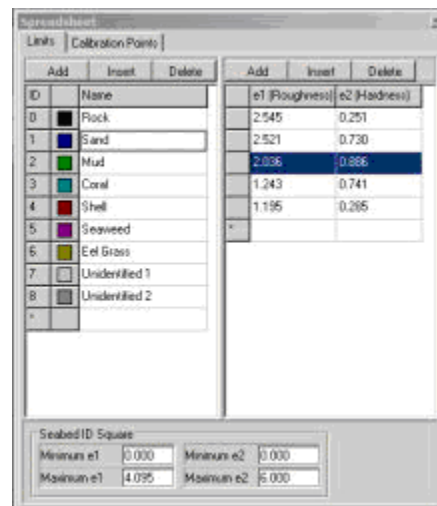 Spreadsheet
Limits Calibration Points
Add Insert Delete
ID Name
0 Rock
1 Sand
2 Mud
3 Coral
4 Shell
5 Seaweed
6 Eel Grass
7 Unidentified 1
8 Unidentified 2
*
Add Insert Delete
e1 (Roughness) e2 (Hardness)
2.545 0.251
2.521 0.730
2.036 0.886
1.243 0.741
1.195 0.285
*
Seabed ID Square
Minimum e1 0.000 Minimum e2 0.000
Maximum e1 4.095 Maximum e2 6.000